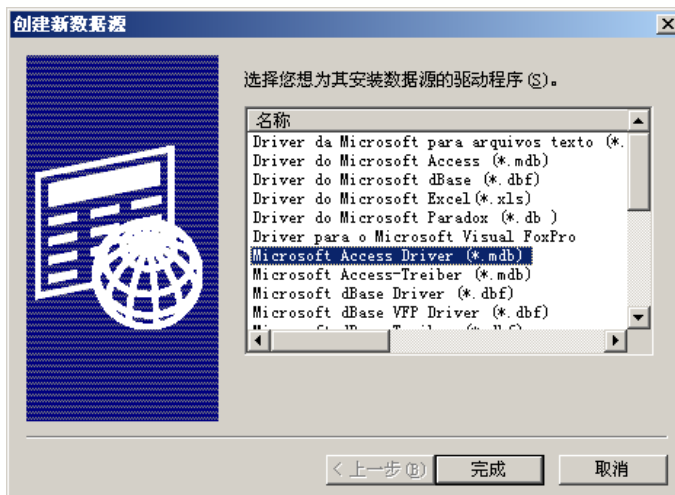 创建新数据源
选择您想为其安装数据源的驱动程序(S)。
名称
Driver da Microsoft para arquivos texto (*.
Driver do Microsoft Access (*.mdb)
Driver do Microsoft dBase (*.dbf)
Driver do Microsoft Excel(*.xls)
Driver do Microsoft Paradox (*.db )
Driver para o Microsoft Visual FoxPro
Microsoft Access Driver (*.mdb)
Microsoft Access-Treiber (*.mdb)
Microsoft dBase Driver (*.dbf)
Microsoft dBase VFP Driver (*.dbf)
< 上一步(B)
完成
取消